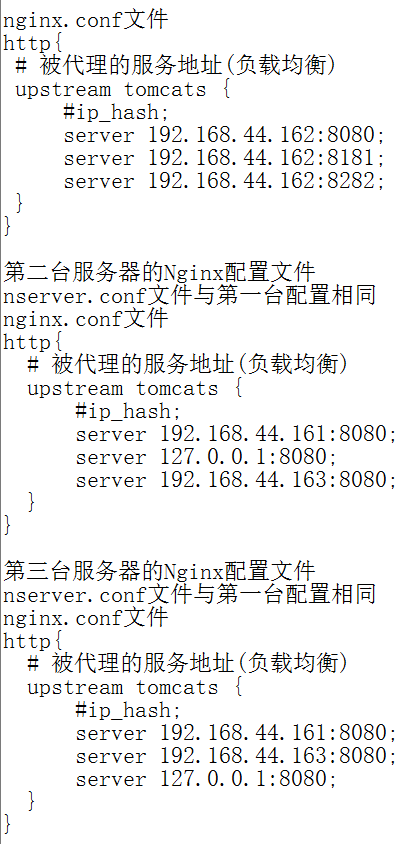 nginx.conf文件
http{
 # 被代理的服务地址(负载均衡)
 upstream tomcats {
     #ip_hash;
     server 192.168.44.162:8080;
     server 192.168.44.162:8181;
     server 192.168.44.162:8282;
 }
}

第二台服务器的Nginx配置文件
nserver.conf文件与第一台配置相同
nginx.conf文件
http{
  # 被代理的服务地址(负载均衡)
  upstream tomcats {
      #ip_hash;
      server 192.168.44.161:8080;
      server 127.0.0.1:8080;
      server 192.168.44.163:8080;
  }
}

第三台服务器的Nginx配置文件
nserver.conf文件与第一台配置相同
nginx.conf文件
http{
  # 被代理的服务地址(负载均衡)
  upstream tomcats {
      #ip_hash;
      server 192.168.44.161:8080;
      server 192.168.44.163:8080;
      server 127.0.0.1:8080;
  }
}